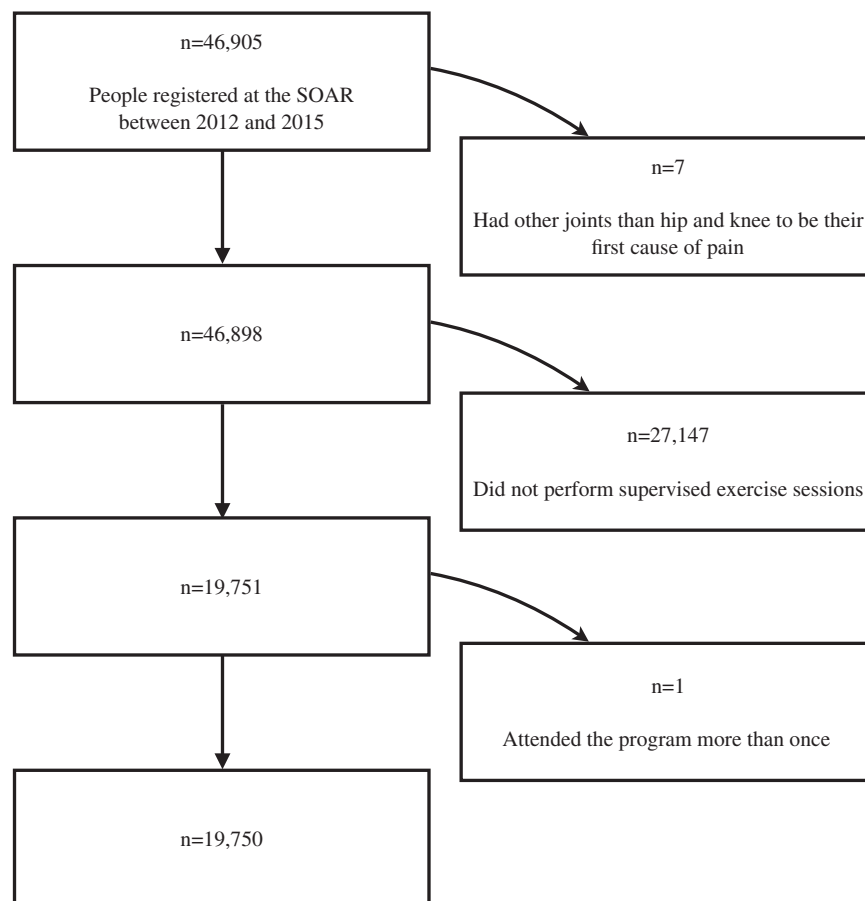 n=46,905
People registered at the SOAR
between 2012 and 2015
n=7
Had other joints than hip and knee to be their
first cause of pain
n=46,898
n=27,147
Did not perform supervised exercise sessions
n=19,751
n=1
Attended the program more than once
n=19,750